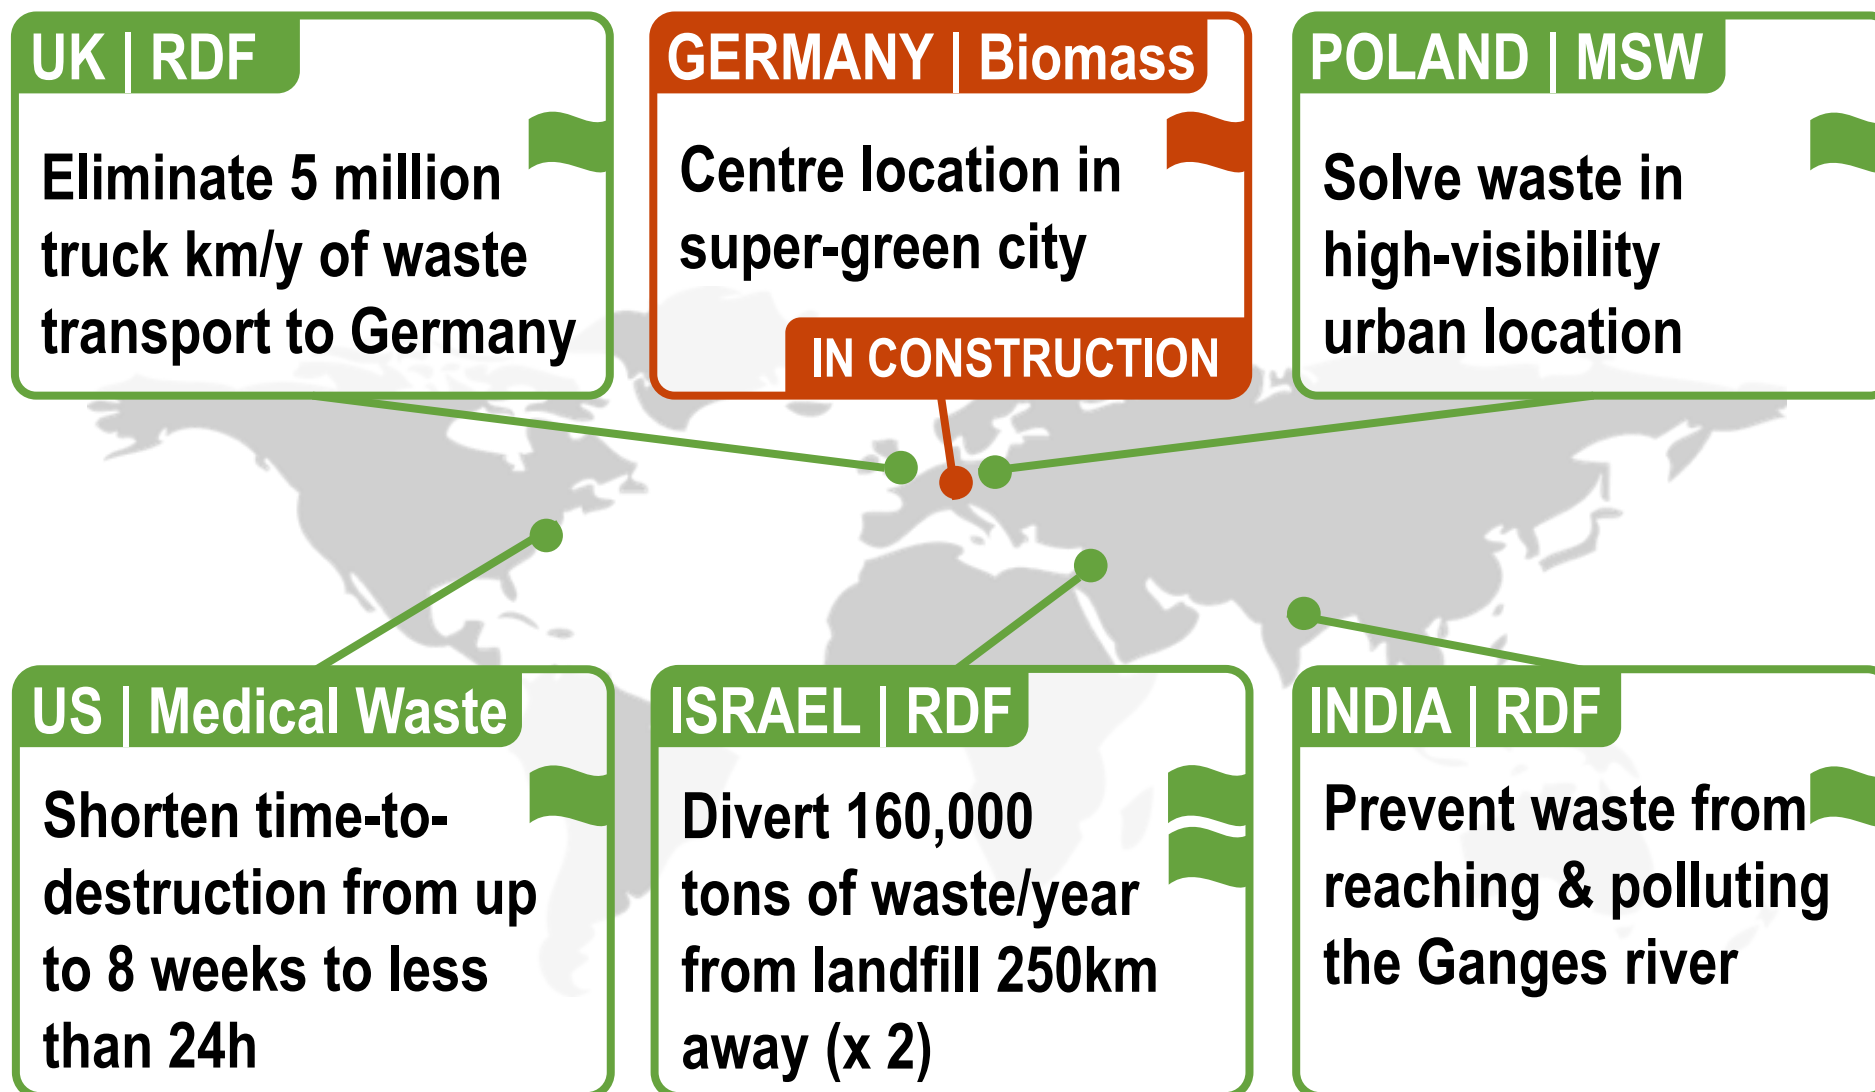 UK | RDF
Eliminate 5 million
truck km/y of waste
transport to Germany
GERMANY | Biomass
Centre location in
super-green city
IN CONSTRUCTION
POLAND | MSW
Solve waste in
high-visibility
urban location
US | Medical Waste
Shorten time-to-
destruction from up
to 8 weeks to less
than 24h
ISRAEL | RDF
Divert 160,000
tons of waste/year
from landfill 250km
away (x 2)
INDIA | RDF
Prevent waste from
reaching & polluting
the Ganges river